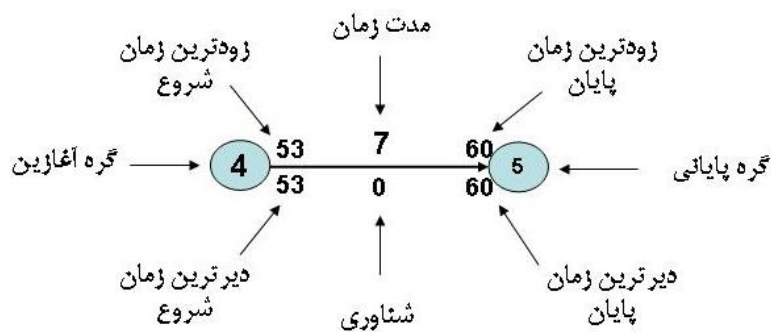 مدت زمان
زودترین زمان
شروع
زودترین زمان
پایان
53
7
60
گره آغازین
4
5
گره پایانی
53
0
60
دیرترین زمان
شروع
شناوری
دیرترین زمان
پایان